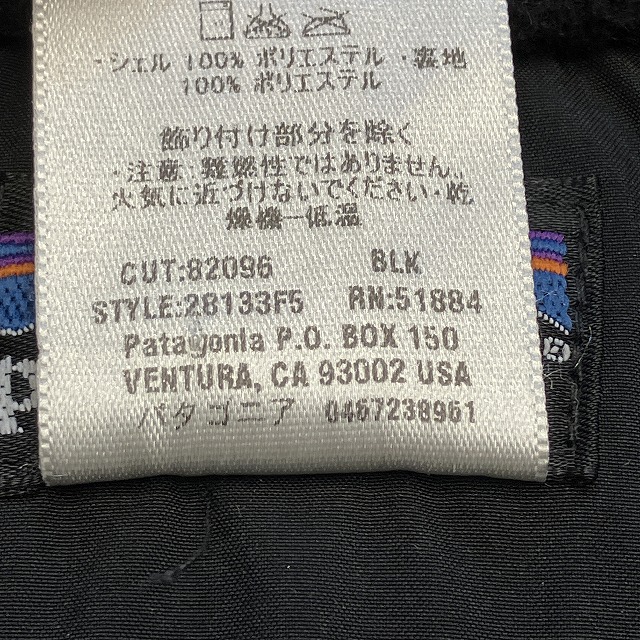 ・シェル 100% ポリエステル ・裏地
100% ポリエステル
飾り付け部分を除く
・注意:難燃性ではありません。
火気に近づけないでください・乾
燥機ー低温
CUT:82096 BLK
STYLE:28133F5 RN:51884
Patagonia P.O. BOX 150
VENTURA, CA 93002 USA
パタゴニア 0467238961